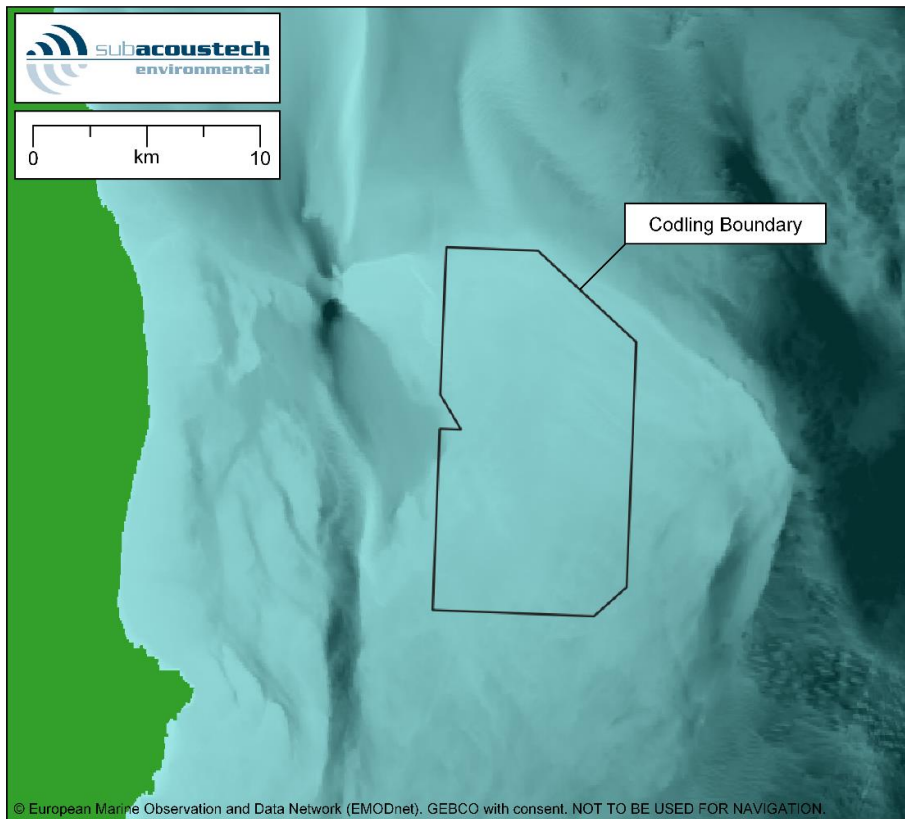 subacoustech
environmental
0 km 10
Codling Boundary
© European Marine Observation and Data Network (EMODnet). GEBCO with consent. NOT TO BE USED FOR NAVIGATION.